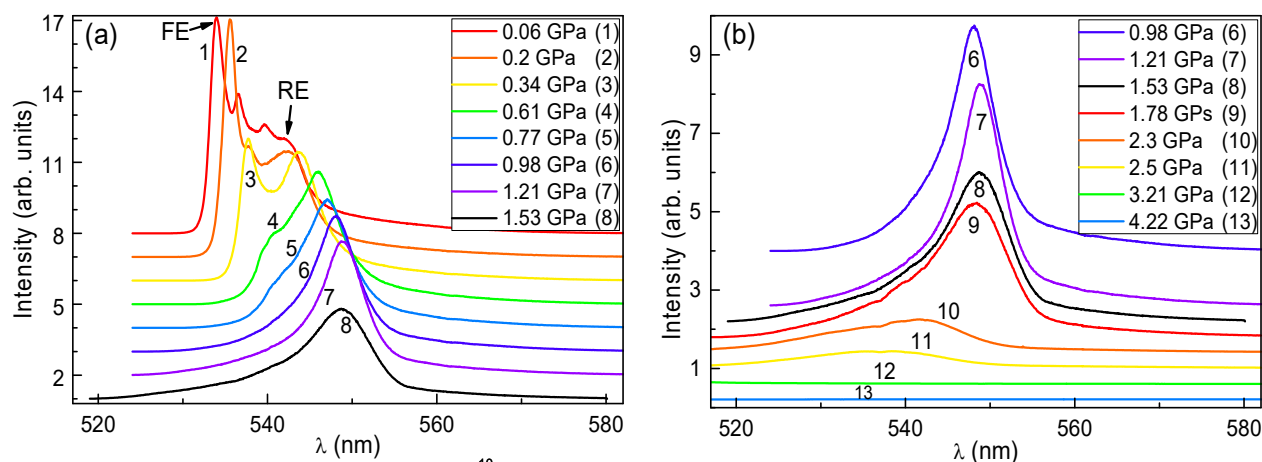 (a)
FE
RE
1
2
3
4
5
6
7
8
0.06 GPa (1)
0.2 GPa (2)
0.34 GPa (3)
0.61 GPa (4)
0.77 GPa (5)
0.98 GPa (6)
1.21 GPa (7)
1.53 GPa (8)
17
14
11
8
5
2
Intensity (arb. units)
520
540
560
580
λ (nm)
10
(b)
6
7
8
9
10
11
12
13
0.98 GPa (6)
1.21 GPa (7)
1.53 GPa (8)
1.78 GPs (9)
2.3 GPa (10)
2.5 GPa (11)
3.21 GPa (12)
4.22 GPa (13)
9
7
5
3
1
Intensity (arb. units)
520
540
560
580
λ (nm)